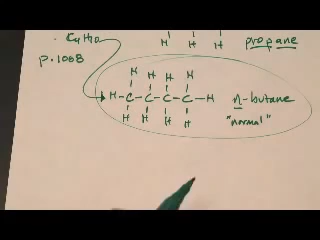 · C4H10
H H H
propane
p.1008
H H H H
H-C-C-C-C-H
H H H H
n-butane
"normal"